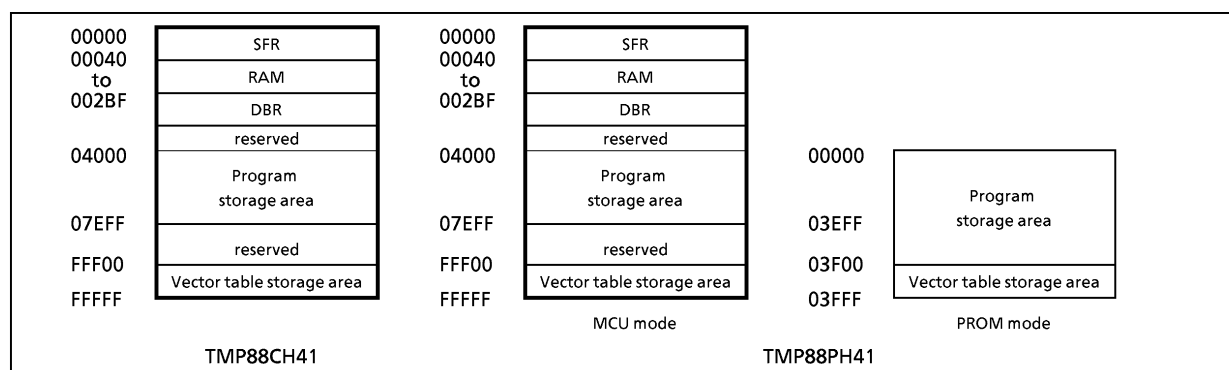 00000
00040
to
002BF
04000
07EFF
FFF00
FFFFF
SFR
RAM
DBR
reserved
Program
storage area
reserved
Vector table storage area
TMP88CH41
00000
00040
to
002BF
04000
07EFF
FFF00
FFFFF
SFR
RAM
DBR
reserved
Program
storage area
reserved
Vector table storage area
MCU mode
00000
03EFF
03F00
03FFF
Program
storage area
Vector table storage area
PROM mode
TMP88PH41